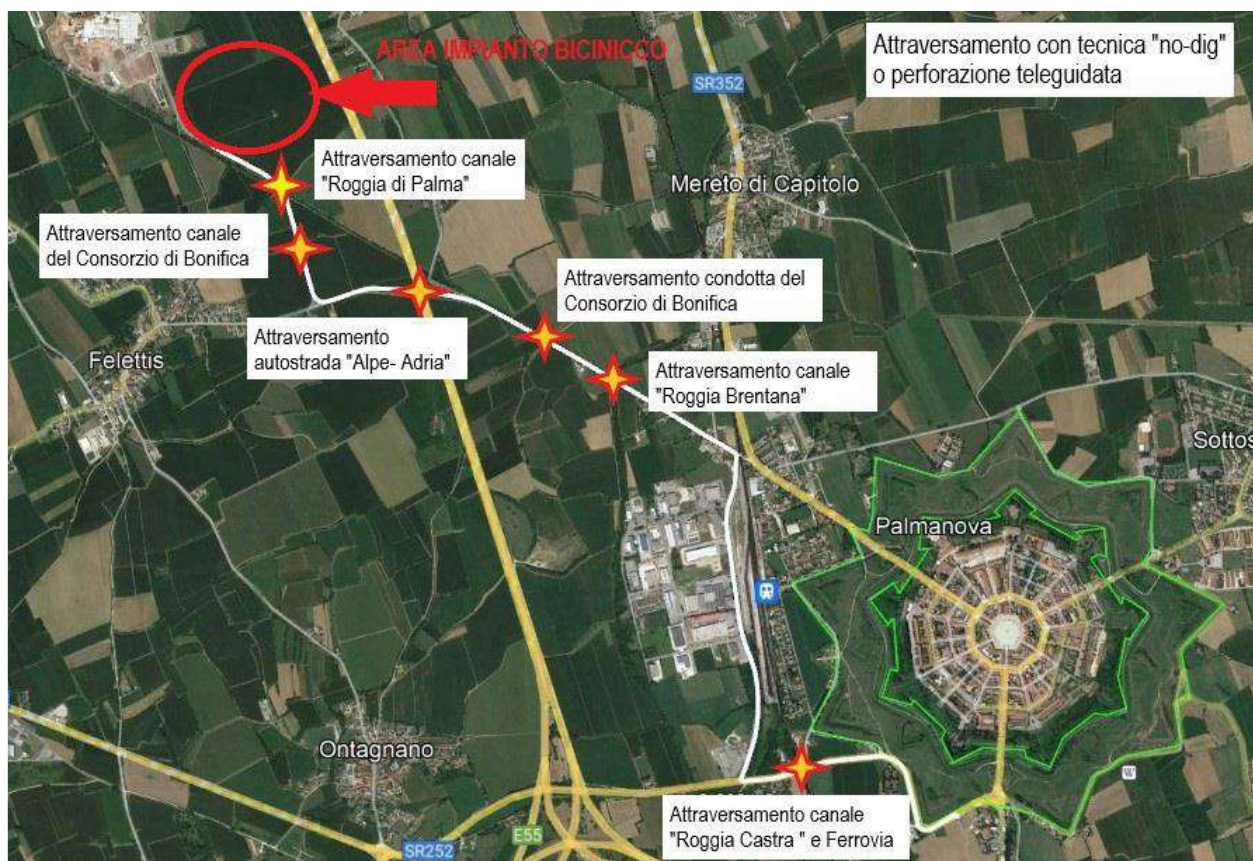 AREA IMPIANTO BICINICCO
Attraversamento con tecnica "no-dig"
o perforazione teleguidata
SR352
Attraversamento canale
"Roggia di Palma"
Mereto di Capitolo
Attraversamento canale
del Consorzio di Bonifica
Attraversamento condotta del
Consorzio di Bonifica
Attraversamento
autostrada "Alpe- Adria"
Felettis
Attraversamento canale
"Roggia Brentana"
Sottos
Palmanova
Ontagnano
Attraversamento canale
"Roggia Castra " e Ferrovia
E55
SR252